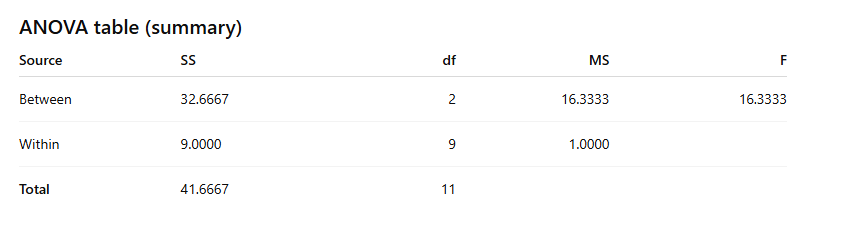 ANOVA table (summary)
Source SS df MS F
Between 32.6667 2 16.3333 16.3333
Within 9.0000 9 1.0000
Total 41.6667 11